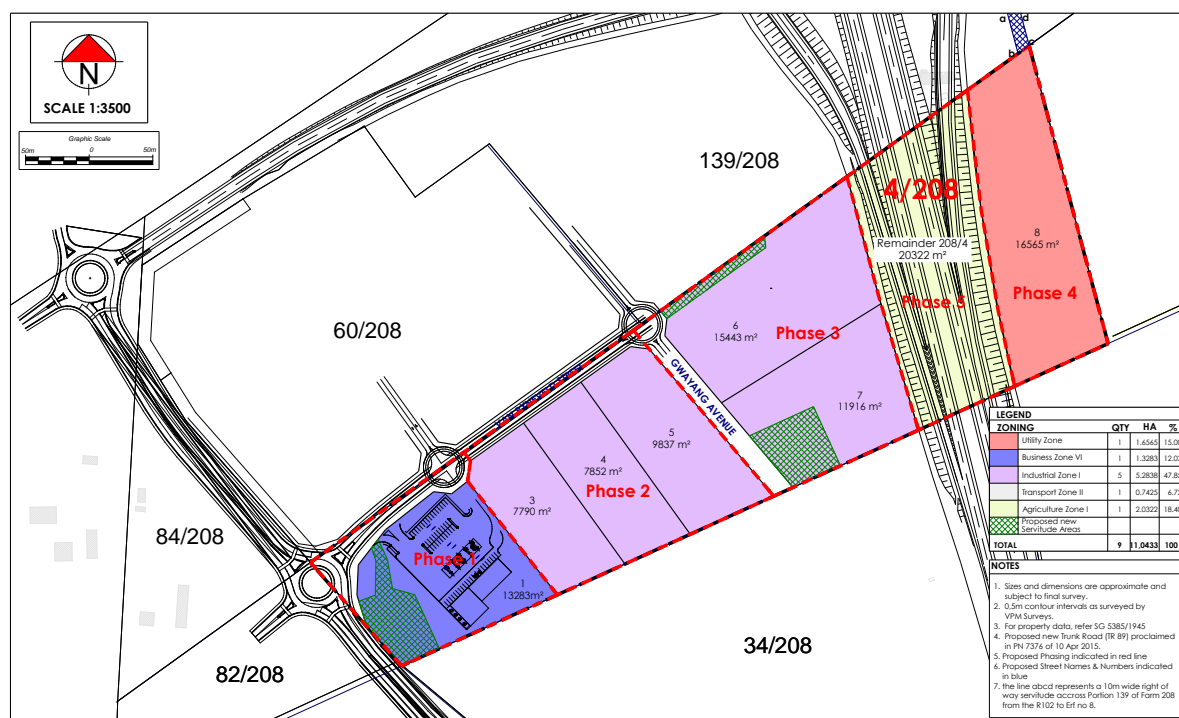 N
SCALE 1:3500
Graphic Scale
50m 0 50m
a d
b c
139/208
4/208
Remainder 208/4
20322 m²
8
16565 m²
Phase 5
Phase 4
60/208
6
15443 m²
Phase 3
GWAYANG AVENUE
7
11916 m²
5
9837 m²
4
7852 m²
Phase 2
3
7790 m²
84/208
Phase 1
1
13283m²
82/208
34/208
LEGEND
ZONING QTY HA %
Utility Zone 1 1.6565
Business Zone VI 1 1.3283
Industrial Zone I 5 5.2838
Transport Zone II 1 0.7425
Agriculture Zone I 1 2.0322
Proposed new
Servitude Areas
TOTAL 9 11,0433 100
NOTES
1. Sizes and dimensions are approximate and
subject to final survey.
2. 0,5m contour intervals as surveyed by
VPM Surveys.
3. For property data, refer SG 5385/1945
4. Proposed new Trunk Road (TR 89) proclaimed
in PN 7376 of 10 Apr 2015.
5. Proposed Phasing indicated in red line
6. Proposed Street Names & Numbers indicated
in blue
7. the line abcd represents a 10m wide right of
way servitude accross Portion 139 of Farm 208
from the R102 to Erf no 8.